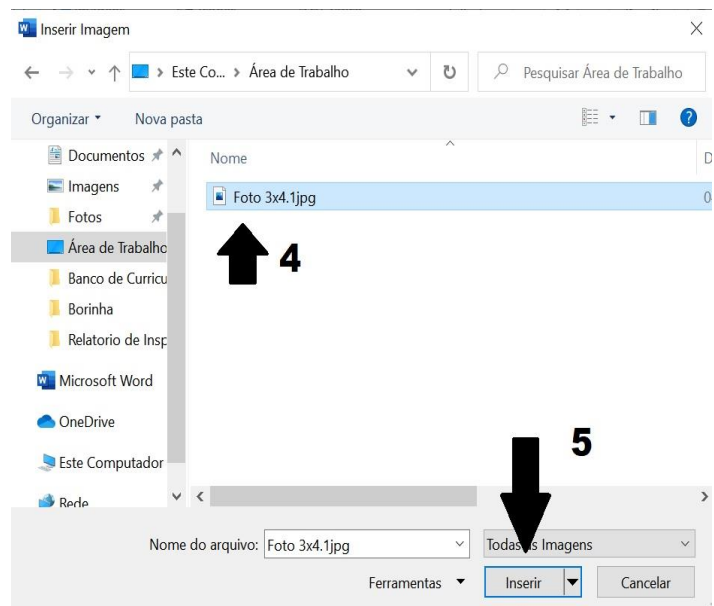 Inserir Imagem
Este Co... > Área de Trabalho
Pesquisar Área de Trabalho
Organizar
Nova pasta
Documentos
Nome
D
Imagens
Foto 3x4.1jpg
0
Fotos
Área de Trabalho
4
Banco de Curricu
Borinha
Relatorio de Insp
Microsoft Word
OneDrive
5
Este Computador
Rede
Nome do arquivo: Foto 3x4.1jpg
Todas as Imagens
Ferramentas
Inserir
Cancelar